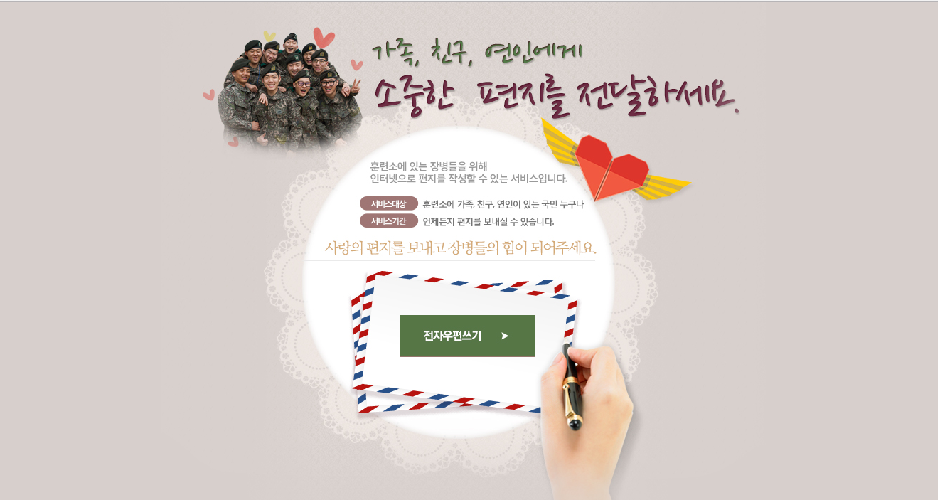 가족, 친구, 연인에게
소중한 편지를 전달하세요.
훈련소에 있는 장병들을 위해
인터넷으로 편지를 작성할 수 있는 서비스입니다.
서비스대상 훈련소에 가족, 친구, 연인이 있는 국민 누구나
서비스기간 언제든지 편지를 보내실 수 있습니다.
사랑의 편지를 보내고 장병들의 힘이 되어주세요.
전자우편쓰기 ➤